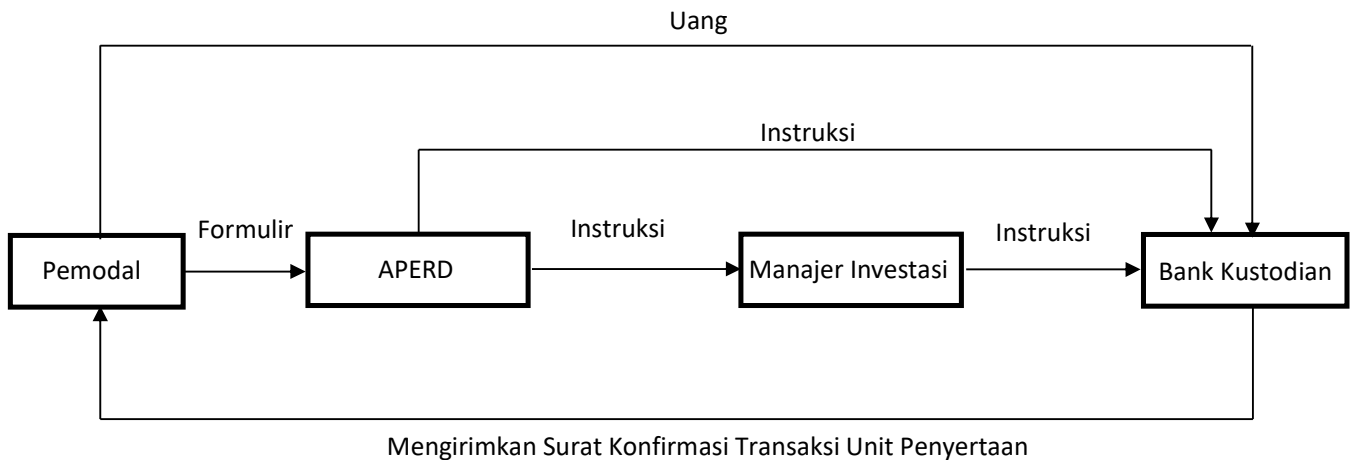 Uang
Instruksi
Formulir
Instruksi
Instruksi
Pemodal
APERD
Manajer Investasi
Bank Kustodian
Mengirimkan Surat Konfirmasi Transaksi Unit Penyertaan